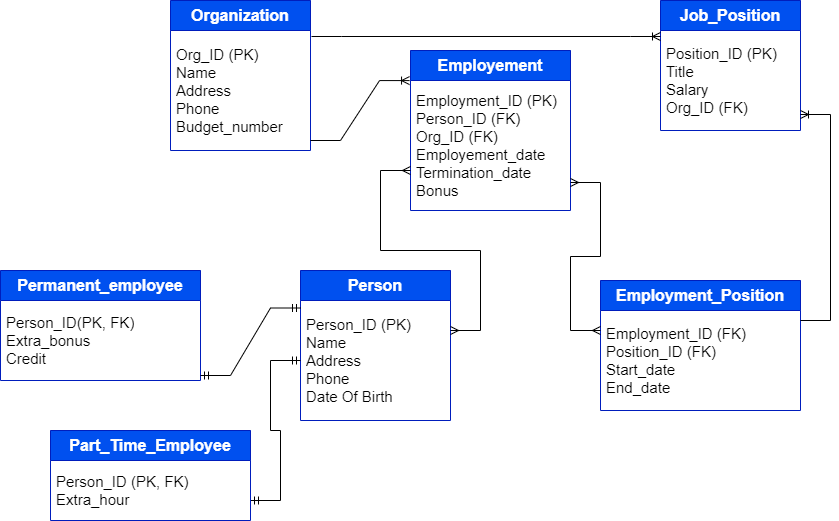 Organization
Org_ID (PK)
Name
Address
Phone
Budget_number
Job_Position
Position_ID (PK)
Title
Salary
Org_ID (FK)
Employement
Employment_ID (PK)
Person_ID (FK)
Org_ID (FK)
Employement_date
Termination_date
Bonus
Permanent_employee
Person_ID(PK, FK)
Extra_bonus
Credit
Person
Person_ID (PK)
Name
Address
Phone
Date Of Birth
Employment_Position
Employment_ID (FK)
Position_ID (FK)
Start_date
End_date
Part_Time_Employee
Person_ID (PK, FK)
Extra_hour